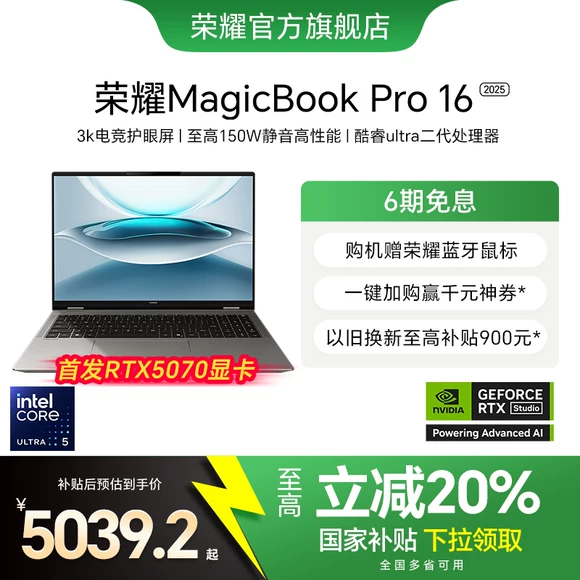 荣耀官方旗舰店
荣耀MagicBook Pro 16 2025
3k电竞护眼屏 | 至高150W静音高性能 | 酷睿ultra二代处理器
6期免息
购机赠荣耀蓝牙鼠标
一键加购赢千元神券*
以旧换新至高补贴900元*
首发RTX5070显卡
intel
CORE
ULTRA 5
NVIDIA
GEFORCE
RTX Studio
Powering Advanced AI
补贴后预估到手价
¥5039.2起
至高
立减20%
国家补贴 下拉领取
全国多省可用